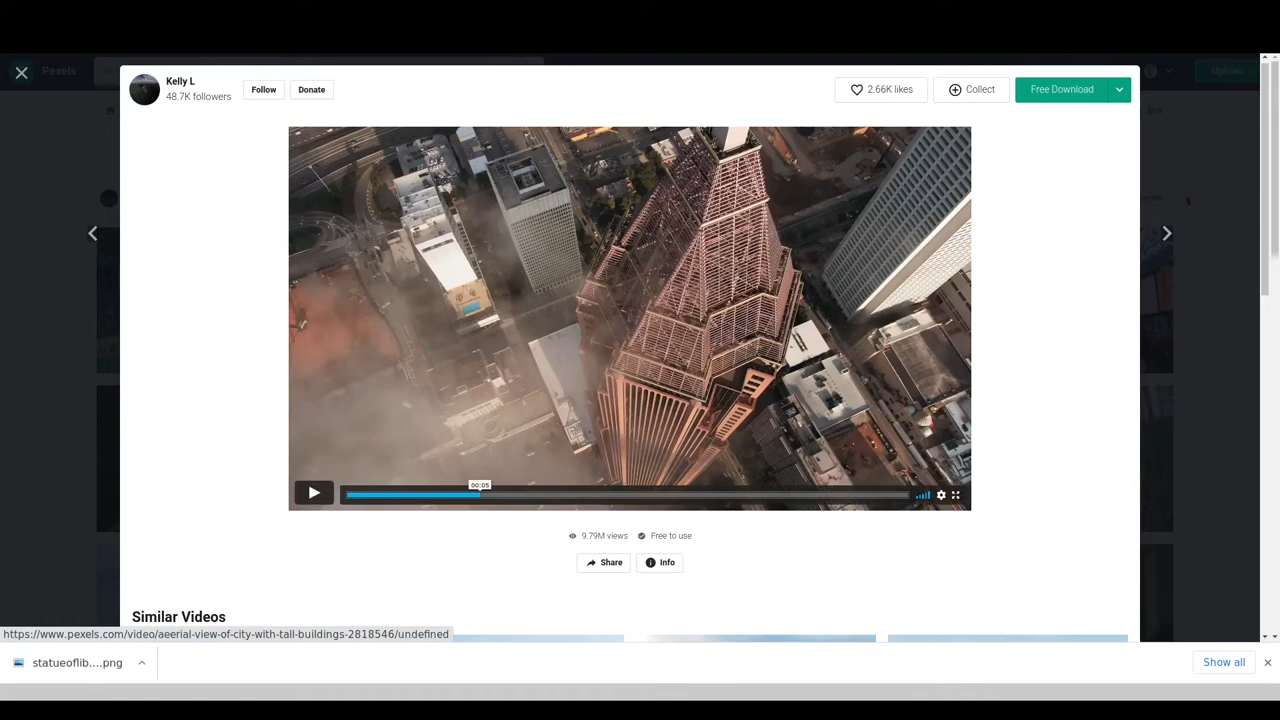 Pexels
Upload
Kelly L
48.7K followers
Follow
Donate
2.66K likes
Collect
Free Download
00:05
9.79M views
Free to use
Share
Info
Similar Videos
https://www.pexels.com/video/aeerial-view-of-city-with-tall-buildings-2818546/undefined
statueoflib....png
Show all